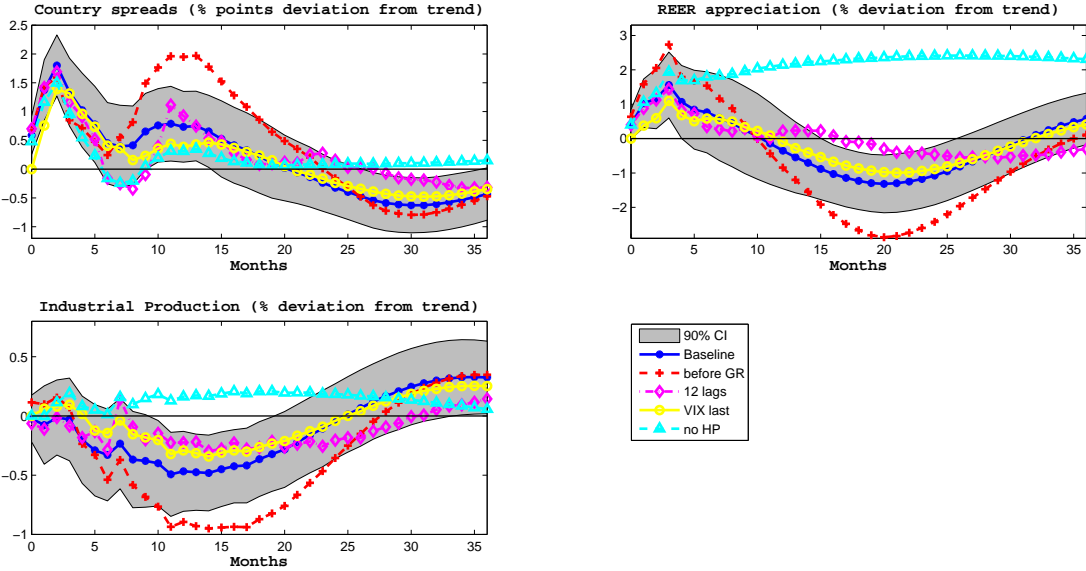 Country spreads (% points deviation from trend)
2.5
2
1.5
1
0.5
0
−0.5
−1
0 5 10 15 20 25 30 35
Months
REER appreciation (% deviation from trend)
3
2
1
0
−1
−2
0 5 10 15 20 25 30 35
Months
Industrial Production (% deviation from trend)
0.5
0
−0.5
−1
0 5 10 15 20 25 30 35
Months
90% CI
Baseline
before GR
12 lags
VIX last
no HP